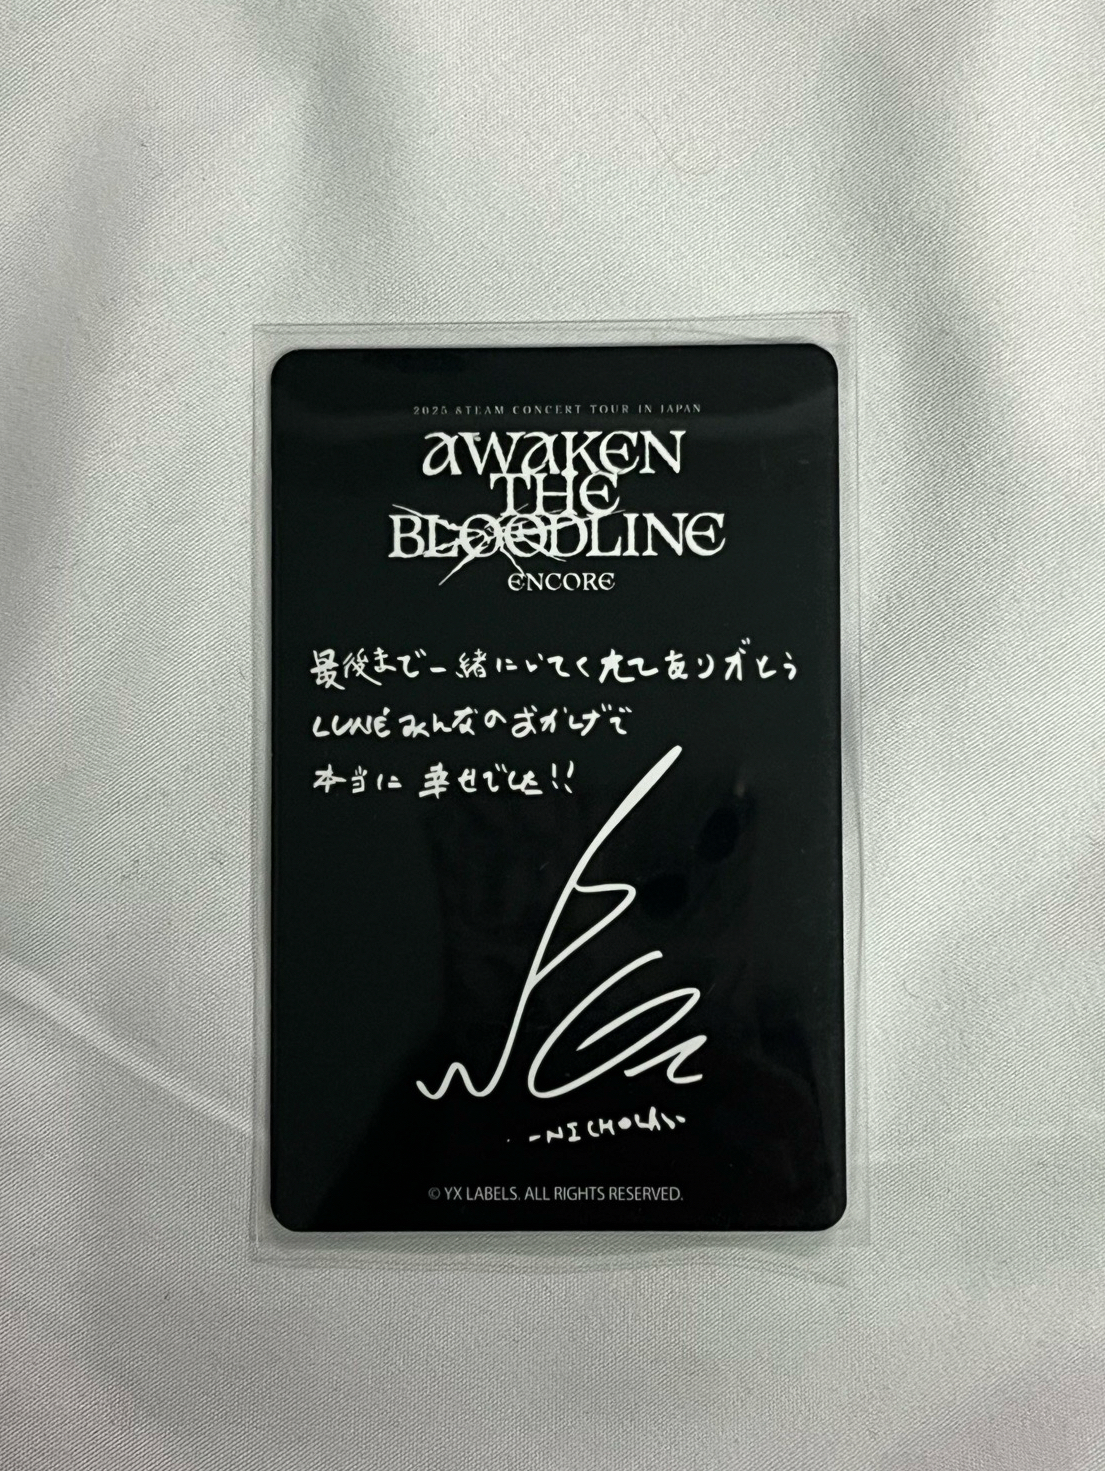 2025 &TEAM CONCERT TOUR IN JAPAN
AWAKEN
THE
BLOODLINE
ENCORE
最後まで一緒にいてくれてありがとう
LUNÉみんなのおかげで
本当に幸せでした!!
-NICHOLAS
© YX LABELS. ALL RIGHTS RESERVED.